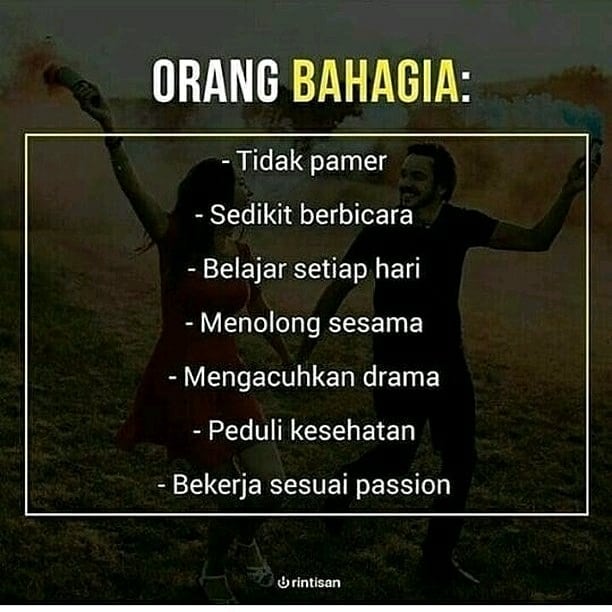 ORANG BAHAGIA:
- Tidak pamer
- Sedikit berbicara
- Belajar setiap hari
- Menolong sesama
- Mengacuhkan drama
- Peduli kesehatan
- Bekerja sesuai passion
rintisan